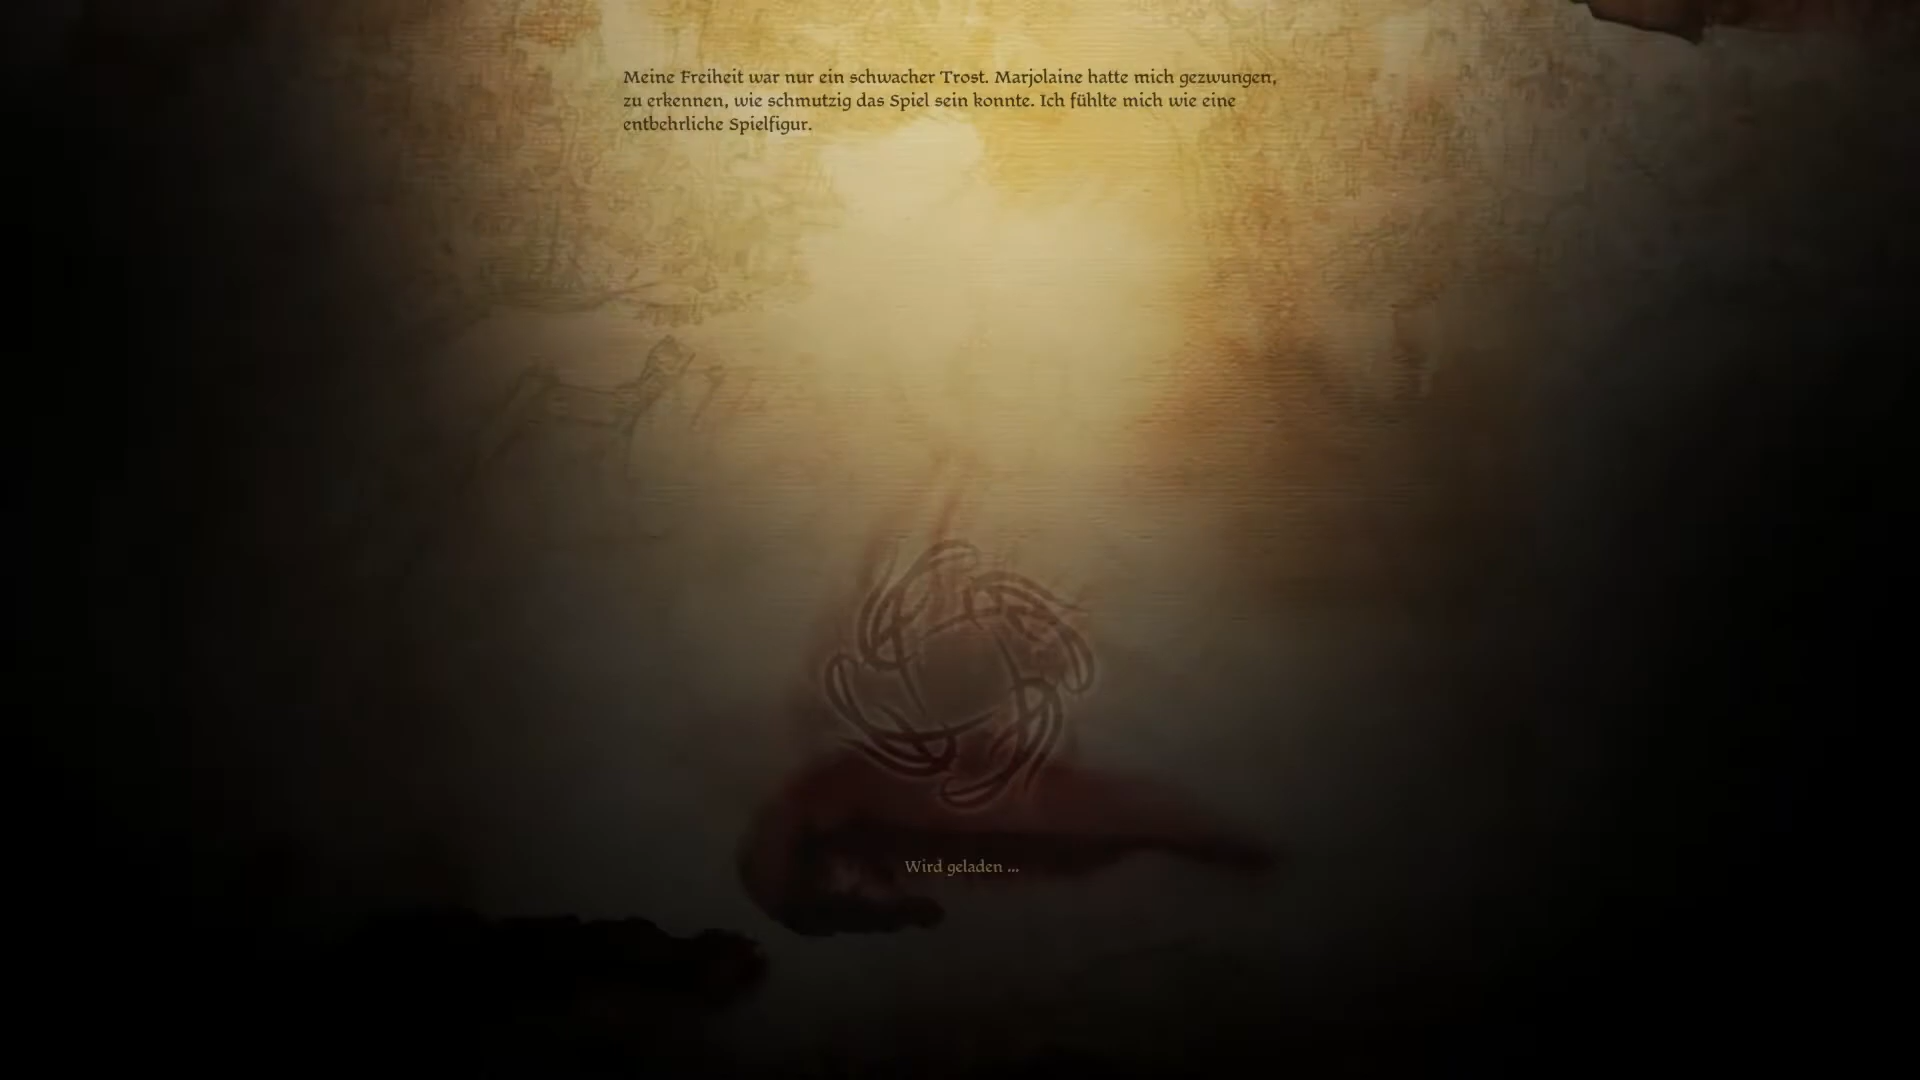 Meine Freiheit war nur ein schwacher Trost. Marjolaine hatte mich gezwungen,
zu erkennen, wie schmutzig das Spiel sein konnte. Ich fühlte mich wie eine
entbehrliche Spielfigur.
Wird geladen ...